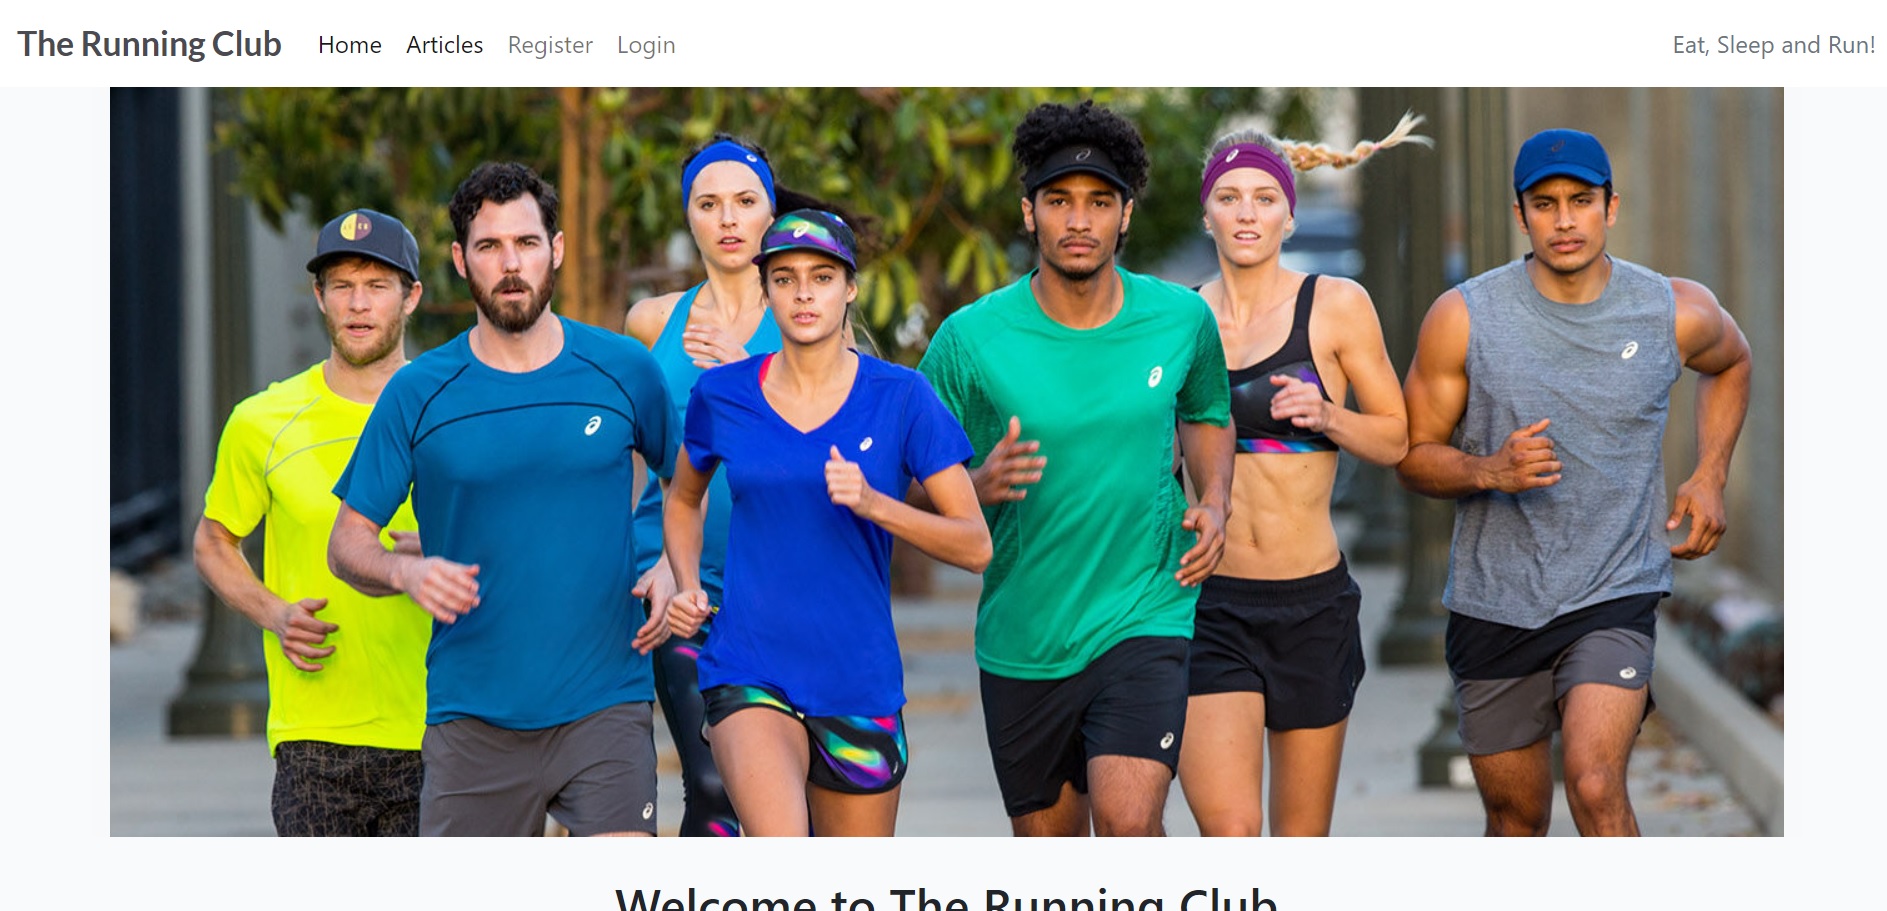 The Running Club Home Articles Register Login Eat, Sleep and Run!
Welcome to The Running Club